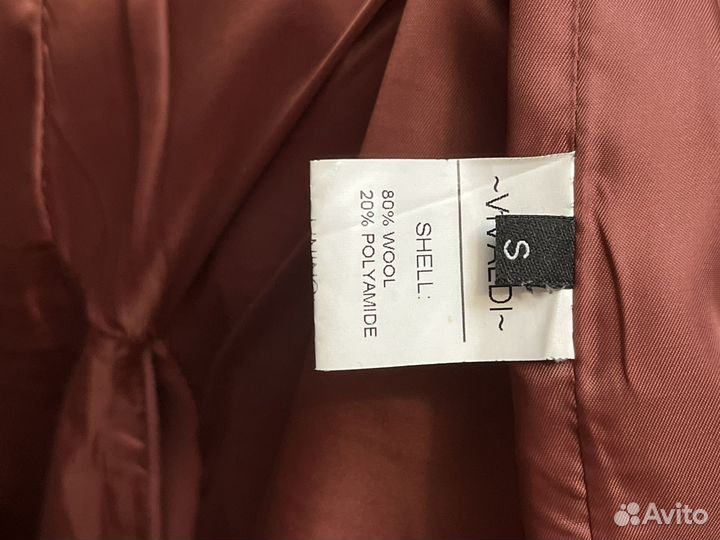 ~VIVALDI~
S
SHELL:
80% WOOL
20% POLYAMIDE
Avito